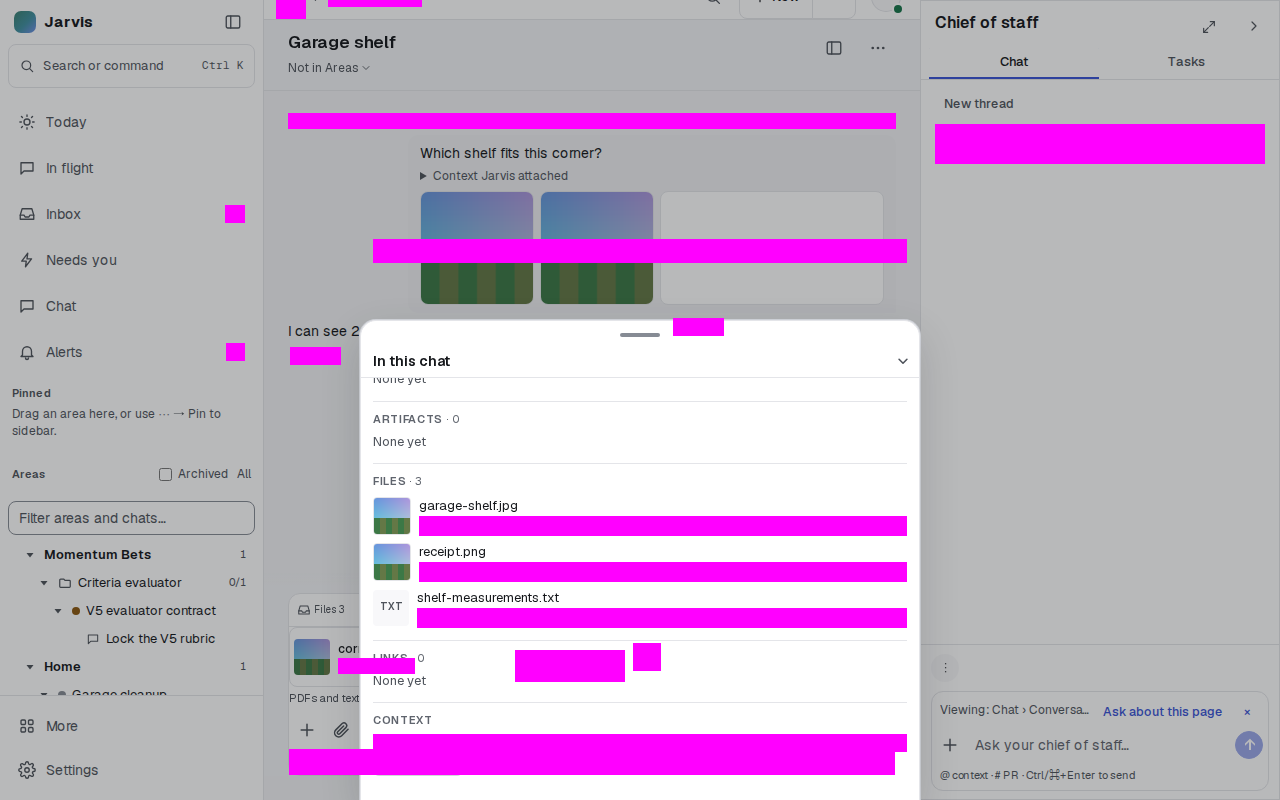 Jarvis
Search or command Ctrl K
Today
In flight
Inbox
Needs you
Chat
Alerts
Pinned
Drag an area here, or use ··· → Pin to
sidebar.
Areas Archived All
Filter areas and chats…
Momentum Bets 1
Criteria evaluator 0/1
V5 evaluator contract
Lock the V5 rubric
Home 1
Garage cleanup
More
Settings
Garage shelf
Not in Areas
Which shelf fits this corner?
Context Jarvis attached
I can see 2
In this chat
None yet
ARTIFACTS · 0
None yet
FILES · 3
garage-shelf.jpg
receipt.png
TXT shelf-measurements.txt
LINKS · 0
None yet
CONTEXT
Files 3
PDFs and text
Chief of staff
Chat Tasks
New thread
Viewing: Chat › Conversa… Ask about this page ×
Ask your chief of staff…
@ context · # PR · Ctrl/⌘+Enter to send